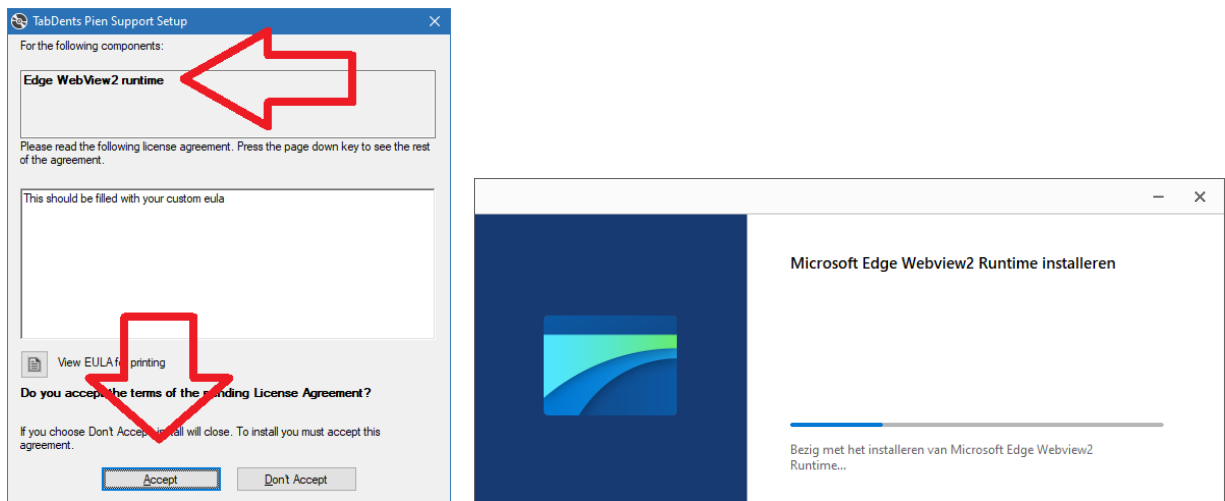 TabDents Pien Support Setup
For the following components:
Edge WebView2 runtime
Please read the following license agreement. Press the page down key to see the rest
of the agreement.
This should be filled with your custom eula
View EULA for printing
Do you accept the terms of the pending License Agreement?
If you choose Don't Accept, install will close. To install you must accept this
agreement.
Accept
Don't Accept
Microsoft Edge Webview2 Runtime installeren
Bezig met het installeren van Microsoft Edge Webview2
Runtime...